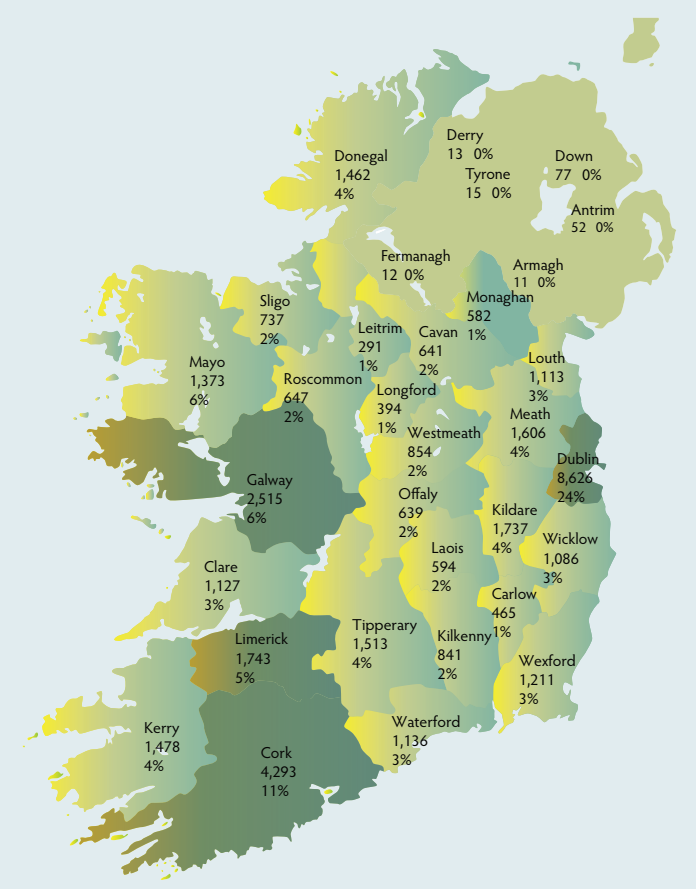 Derry
13 0%
Donegal
1,462
4%
Down
77 0%
Tyrone
15 0%
Antrim
52 0%
Fermanagh
12 0%
Armagh
11 0%
Monaghan
582
1%
Sligo
737
2%
Leitrim
291
1%
Cavan
641
2%
Louth
1,113
3%
Mayo
1,373
6%
Roscommon
647
2%
Longford
394
1%
Meath
1,606
4%
Westmeath
854
2%
Dublin
8,626
24%
Galway
2,515
6%
Offaly
639
2%
Kildare
1,737
4%
Wicklow
1,086
3%
Laois
594
2%
Clare
1,127
3%
Carlow
465
1%
Limerick
1,743
5%
Tipperary
1,513
4%
Kilkenny
841
2%
Wexford
1,211
3%
Waterford
1,136
3%
Kerry
1,478
4%
Cork
4,293
11%